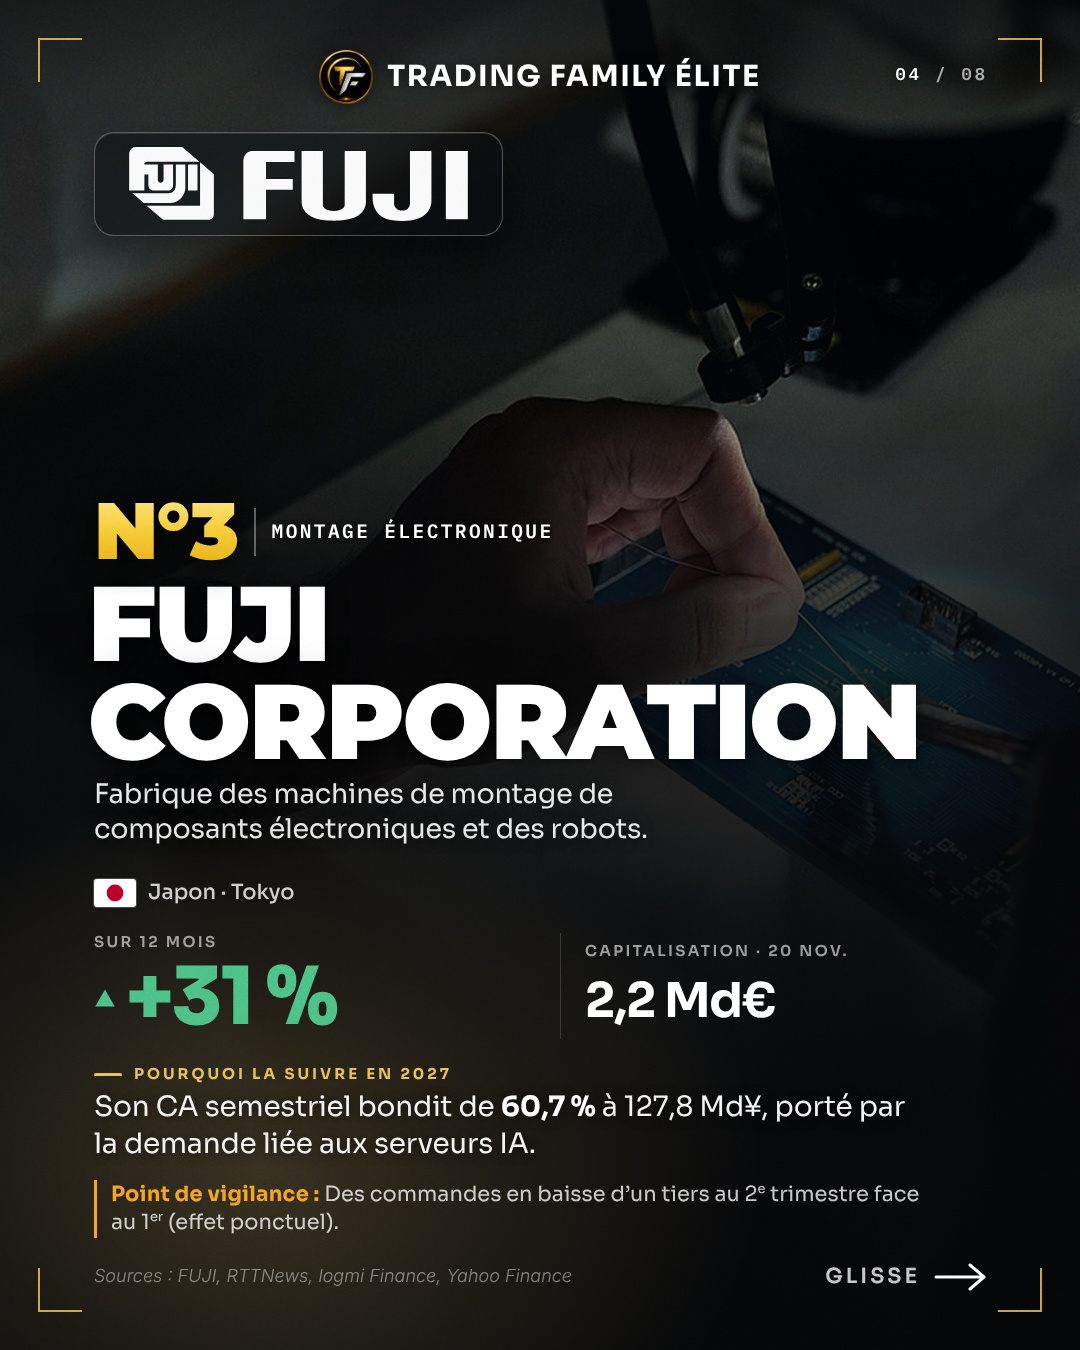 TRADING FAMILY ÉLITE
04 / 08
FUJI FUJI
N°3 MONTAGE ÉLECTRONIQUE
FUJI
CORPORATION
Fabrique des machines de montage de
composants électroniques et des robots.
Japon · Tokyo
SUR 12 MOIS
+31 %
CAPITALISATION · 20 NOV.
2,2 Md€
POURQUOI LA SUIVRE EN 2027
Son CA semestriel bondit de 60,7 % à 127,8 Md¥, porté par
la demande liée aux serveurs IA.
Point de vigilance : Des commandes en baisse d’un tiers au 2e trimestre face
au 1er (effet ponctuel).
Sources : FUJI, RTTNews, Iogmi Finance, Yahoo Finance
GLISSE